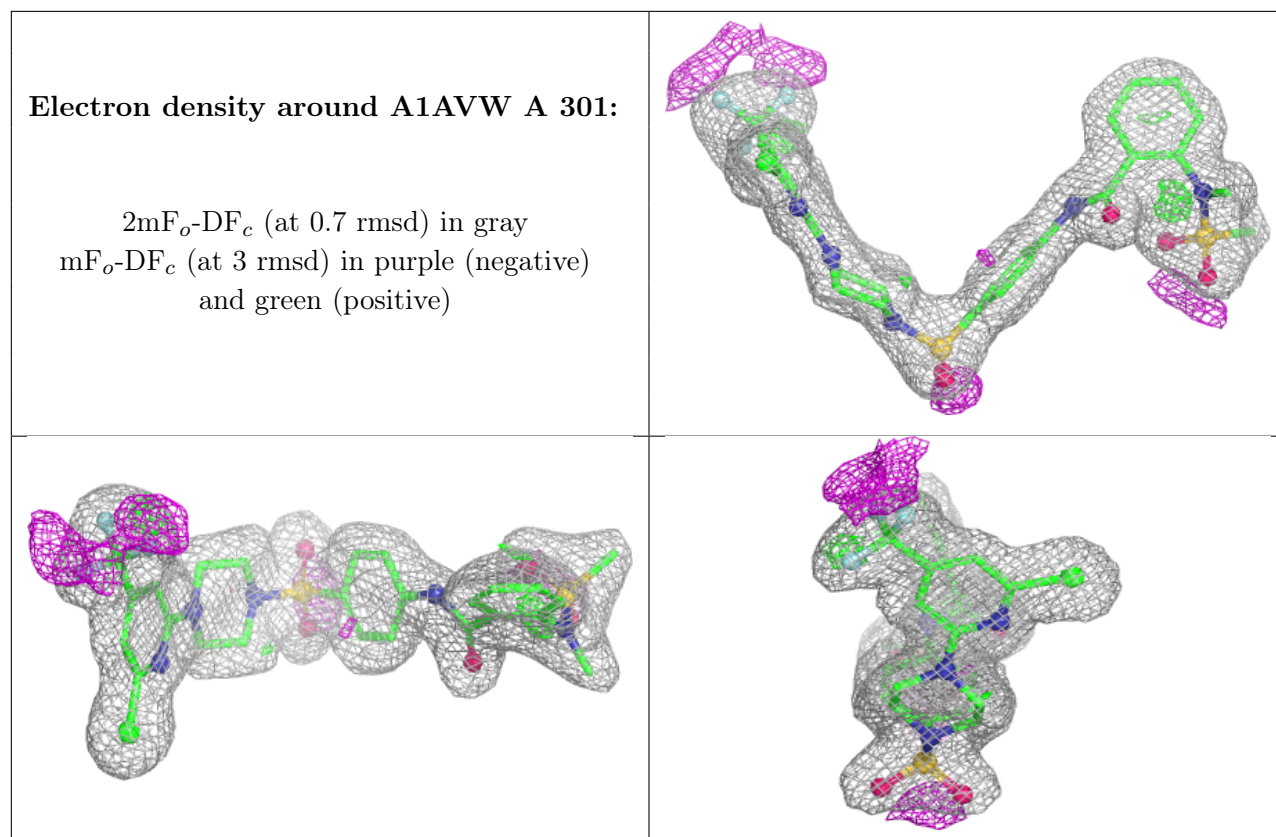 Electron density around A1AVW A 301:
2mFo-DFc (at 0.7 rmsd) in gray
mFo-DFc (at 3 rmsd) in purple (negative)
and green (positive)